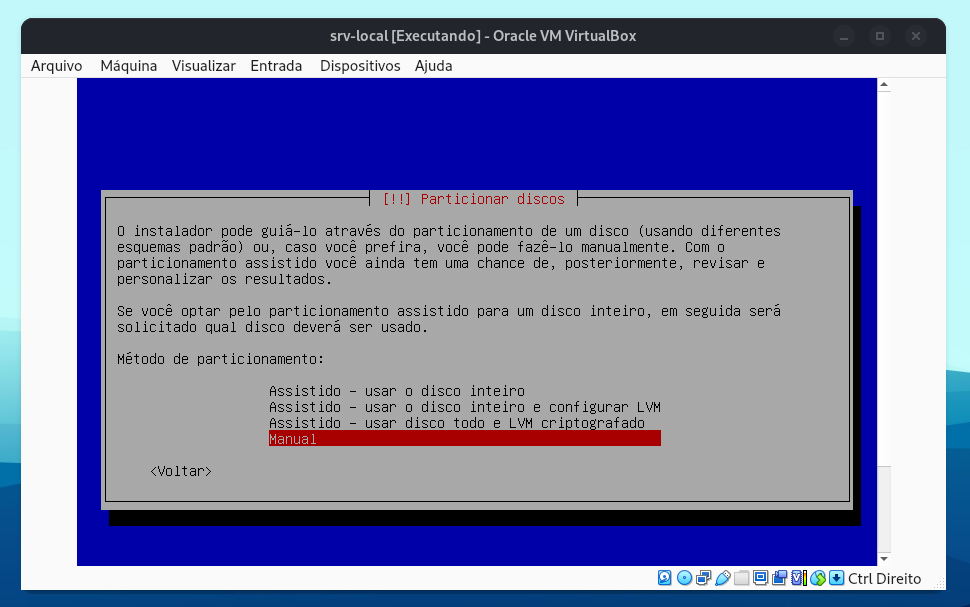 srv-local [Executando] - Oracle VM VirtualBox
Arquivo Máquina Visualizar Entrada Dispositivos Ajuda
[!!] Particionar discos
O instalador pode guiá-lo através do particionamento de um disco (usando diferentes
esquemas padrão) ou, caso você prefira, você pode fazê-lo manualmente. Com o
particionamento assistido você ainda tem uma chance de, posteriormente, revisar e
personalizar os resultados.
Se você optar pelo particionamento assistido para um disco inteiro, em seguida será
solicitado qual disco deverá ser usado.
Método de particionamento:
Assistido - usar o disco inteiro
Assistido - usar o disco inteiro e configurar LVM
Assistido - usar disco todo e LVM criptografado
Manual
<Voltar>
Ctrl Direito